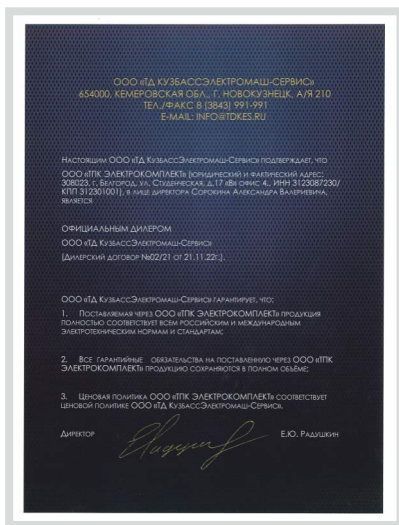 ООО «ТД КУЗБАССЭЛЕКТРОМАШ-СЕРВИС»
654000, КЕМЕРОВСКАЯ ОБЛ., Г. НОВОКУЗНЕЦК, А/Я 210
ТЕЛ./ФАКС 8 (3843) 991-991
E-MAIL: INFO@TDKES.RU
Настоящим ООО «ТД КузбассЭлектромаш-Сервис» подтверждает, что
ООО «ТПК ЭЛЕКТРОКОМПЛЕКТ» (юридический и фактический адрес:
308023, г. Белгород, ул. Студенческая, д.17 «В» офис 4,, ИНН 3123087230/
КПП 312301001), в лице директора Сорокина Александра Валериевича,
является
ОФИЦИАЛЬНЫМ ДИЛЕРОМ
ООО «ТД КузбассЭлектромаш-Сервис»
(Дилерский договор №02/21 от 21.11.22г.).
ООО «ТД КузбассЭлектромаш-Сервис» гарантирует, что:
1. Поставляемая через ООО «ТПК ЭЛЕКТРОКОМПЛЕКТ» продукция
полностью соответствует всем российским и международным
электротехническим нормам и стандартам;
2. Все гарантийные обязательства на поставленную через ООО «ТПК
ЭЛЕКТРОКОМПЛЕКТ» продукцию сохраняются в полном объёме;
3. Ценовая политика ООО «ТПК ЭЛЕКТРОКОМПЛЕКТ» соответствует
ценовой политике ООО «ТД КузбассЭлектромаш-Сервис».
Директор Е.Ю. Радушкин